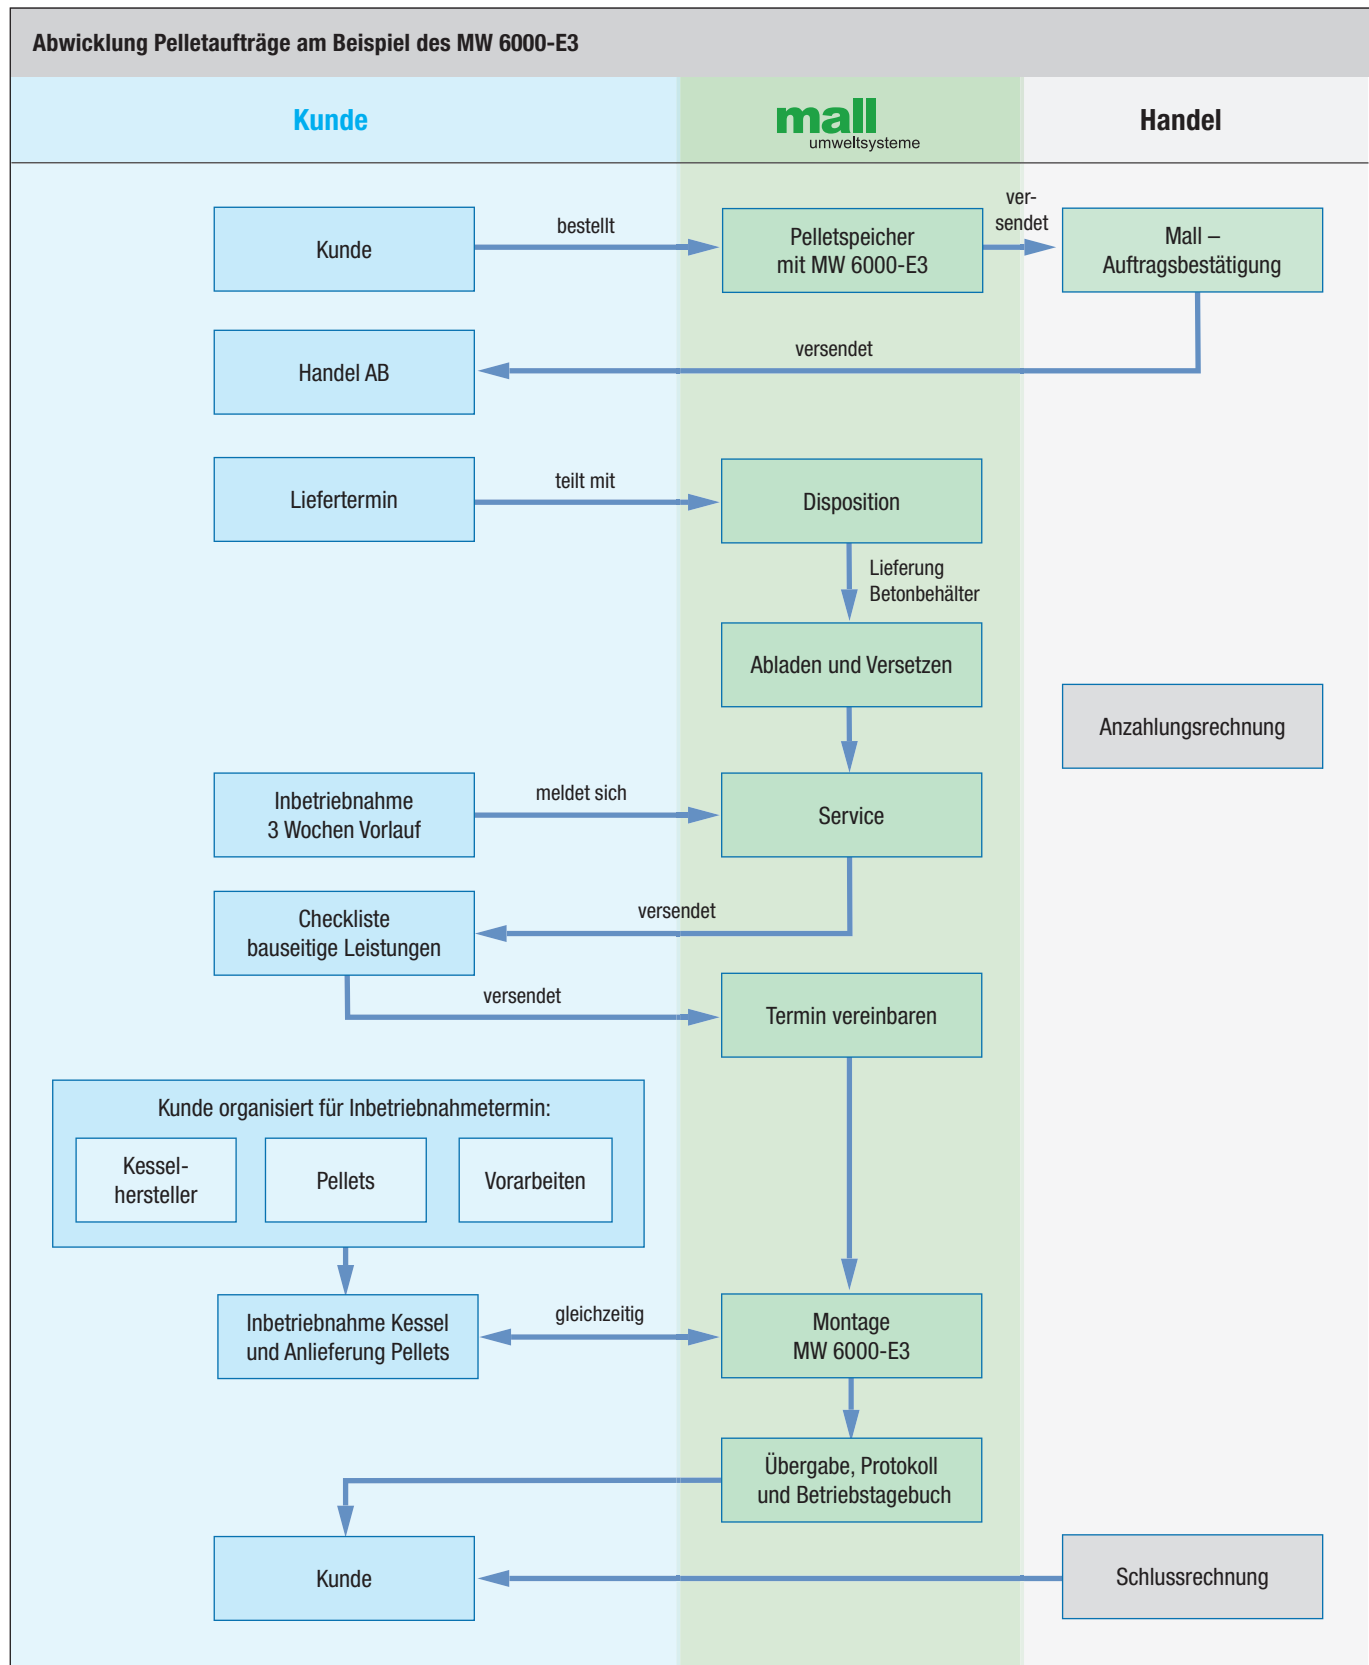 Abwicklung Pelletaufträge am Beispiel des MW 6000-E3
Kunde
mall
umweltsysteme
Handel
Kunde
bestellt
Pelletspeicher
mit MW 6000-E3
ver-
sendet
Mall –
Auftragsbestätigung
Handel AB
versendet
Liefertermin
teilt mit
Disposition
Lieferung
Betonbehälter
Abladen und Versetzen
Anzahlungsrechnung
Inbetriebnahme
3 Wochen Vorlauf
meldet sich
Service
Checkliste
bauseitige Leistungen
versendet
versendet
Termin vereinbaren
Kunde organisiert für Inbetriebnahmetermin:
Kessel-
hersteller
Pellets
Vorarbeiten
Inbetriebnahme Kessel
und Anlieferung Pellets
gleichzeitig
Montage
MW 6000-E3
Übergabe, Protokoll
und Betriebstagebuch
Kunde
Schlussrechnung